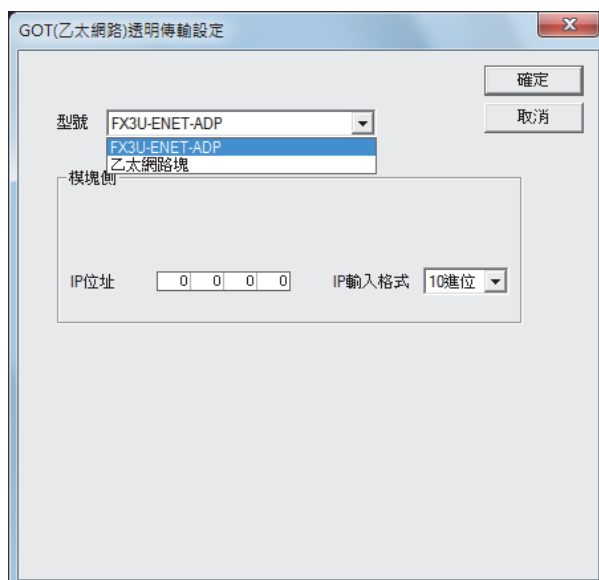 GOT(乙太網路)透明傳輸設定
確定
型號 FX3U-ENET-ADP
取消
FX3U-ENET-ADP
乙太網路塊
模塊側
IP位址 0 0 0 0 IP輸入格式 10進位